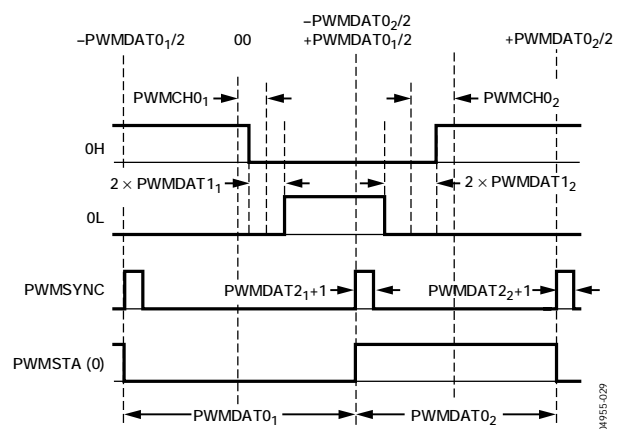 –PWMDAT0₂/2
–PWMDAT0₁/2 00 +PWMDAT0₁/2 +PWMDAT0₂/2
PWMCH0₁ PWMCH0₂
0H
2 × PWMDAT1₁ 2 × PWMDAT1₂
0L
PWMSYNC PWMDAT2₁+1 PWMDAT2₂+1
PWMSTA (0)
PWMDAT0₁ PWMDAT0₂
04955-029